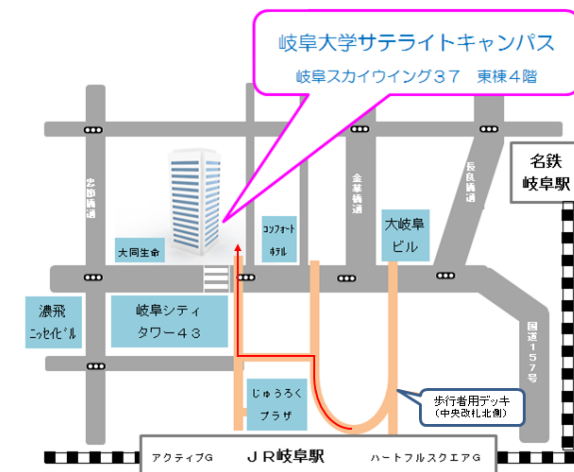 岐阜大学サテライトキャンパス
岐阜スカイウイング37　東棟4階
名鉄
岐阜駅
金華橋通
長良橋通
コンフォート
ホテル
大岐阜
ビル
大同生命
濃飛
ニッセイビル
岐阜シティ
タワー43
国道157号
じゅうろく
プラザ
歩行者用デッキ
(中央改札北側)
アクティブG
JR岐阜駅
ハートフルスクエアG